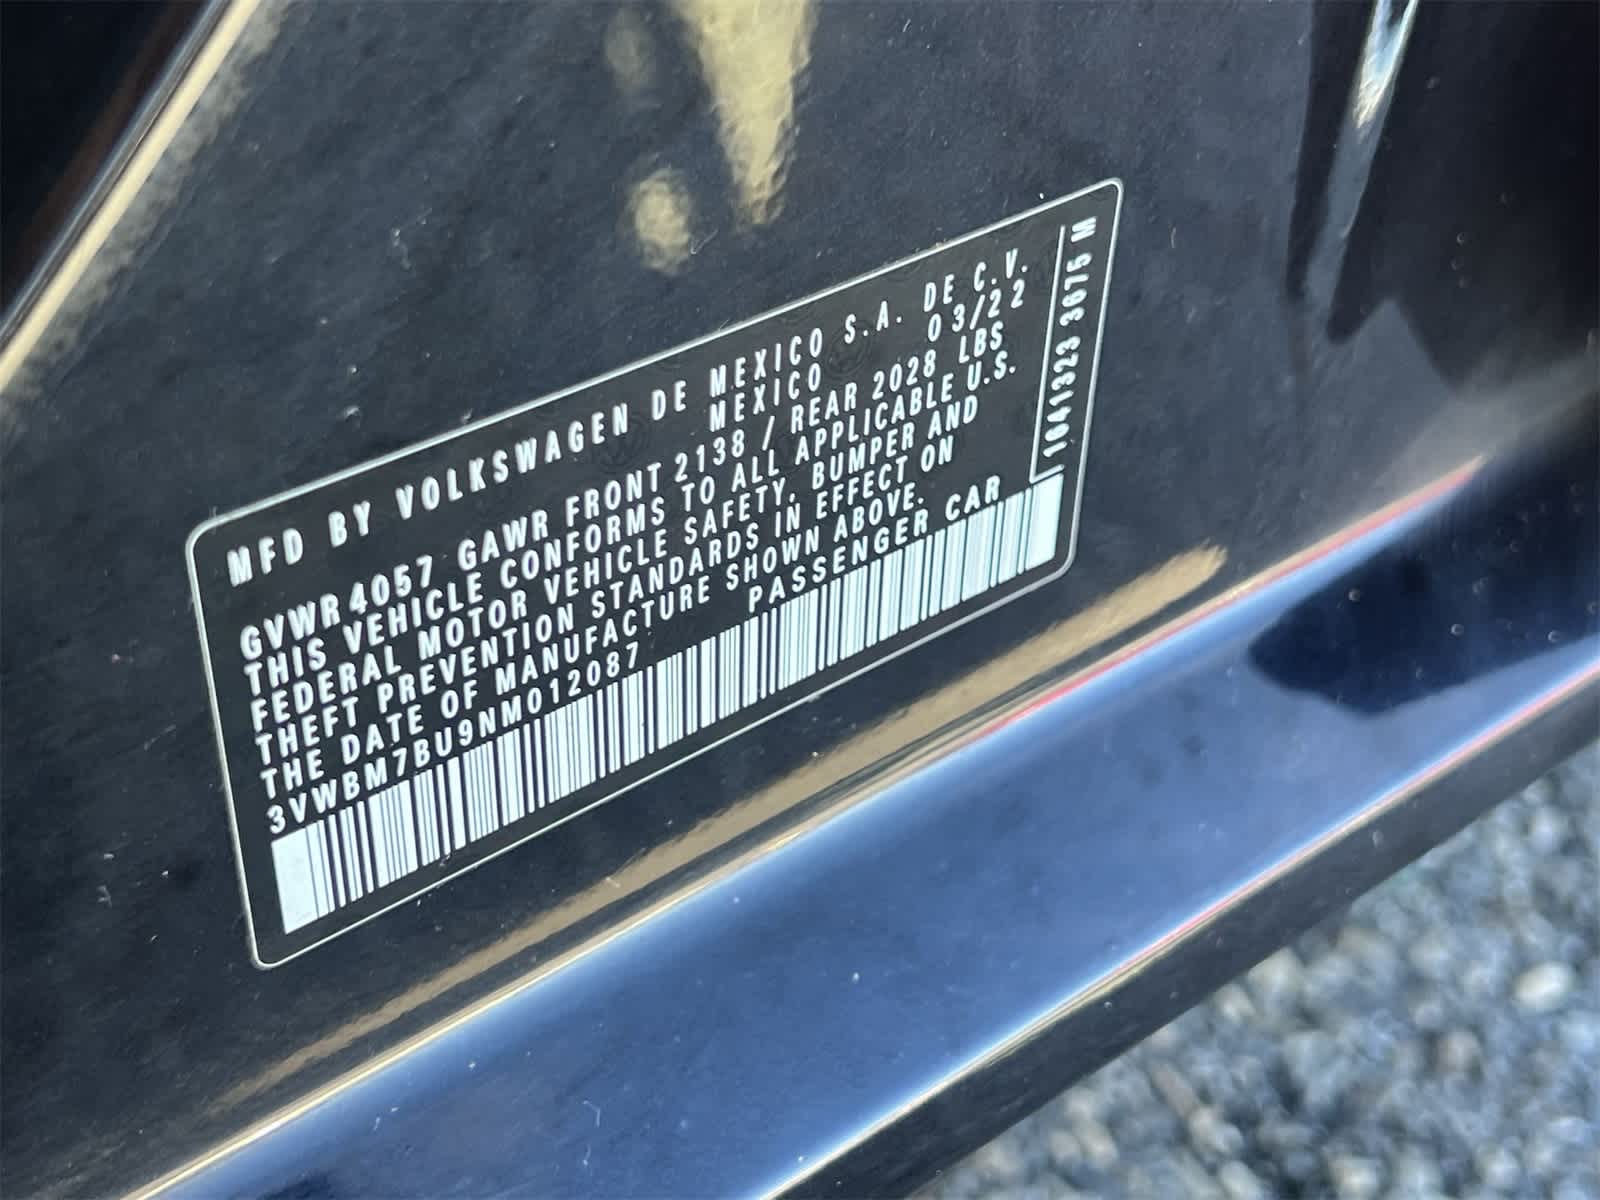 MFD BY VOLKSWAGEN DE MEXICO S.A. DE C.V.
MEXICO 03/22
GVWR 4057 GAWR FRONT 2138 / REAR 2028 LBS
THIS VEHICLE CONFORMS TO ALL APPLICABLE U.S.
FEDERAL MOTOR VEHICLE SAFETY, BUMPER AND
THEFT PREVENTION STANDARDS IN EFFECT ON
THE DATE OF MANUFACTURE SHOWN ABOVE.
3VWBM7BU9NM012087 PASSENGER CAR
1041323 3675 M